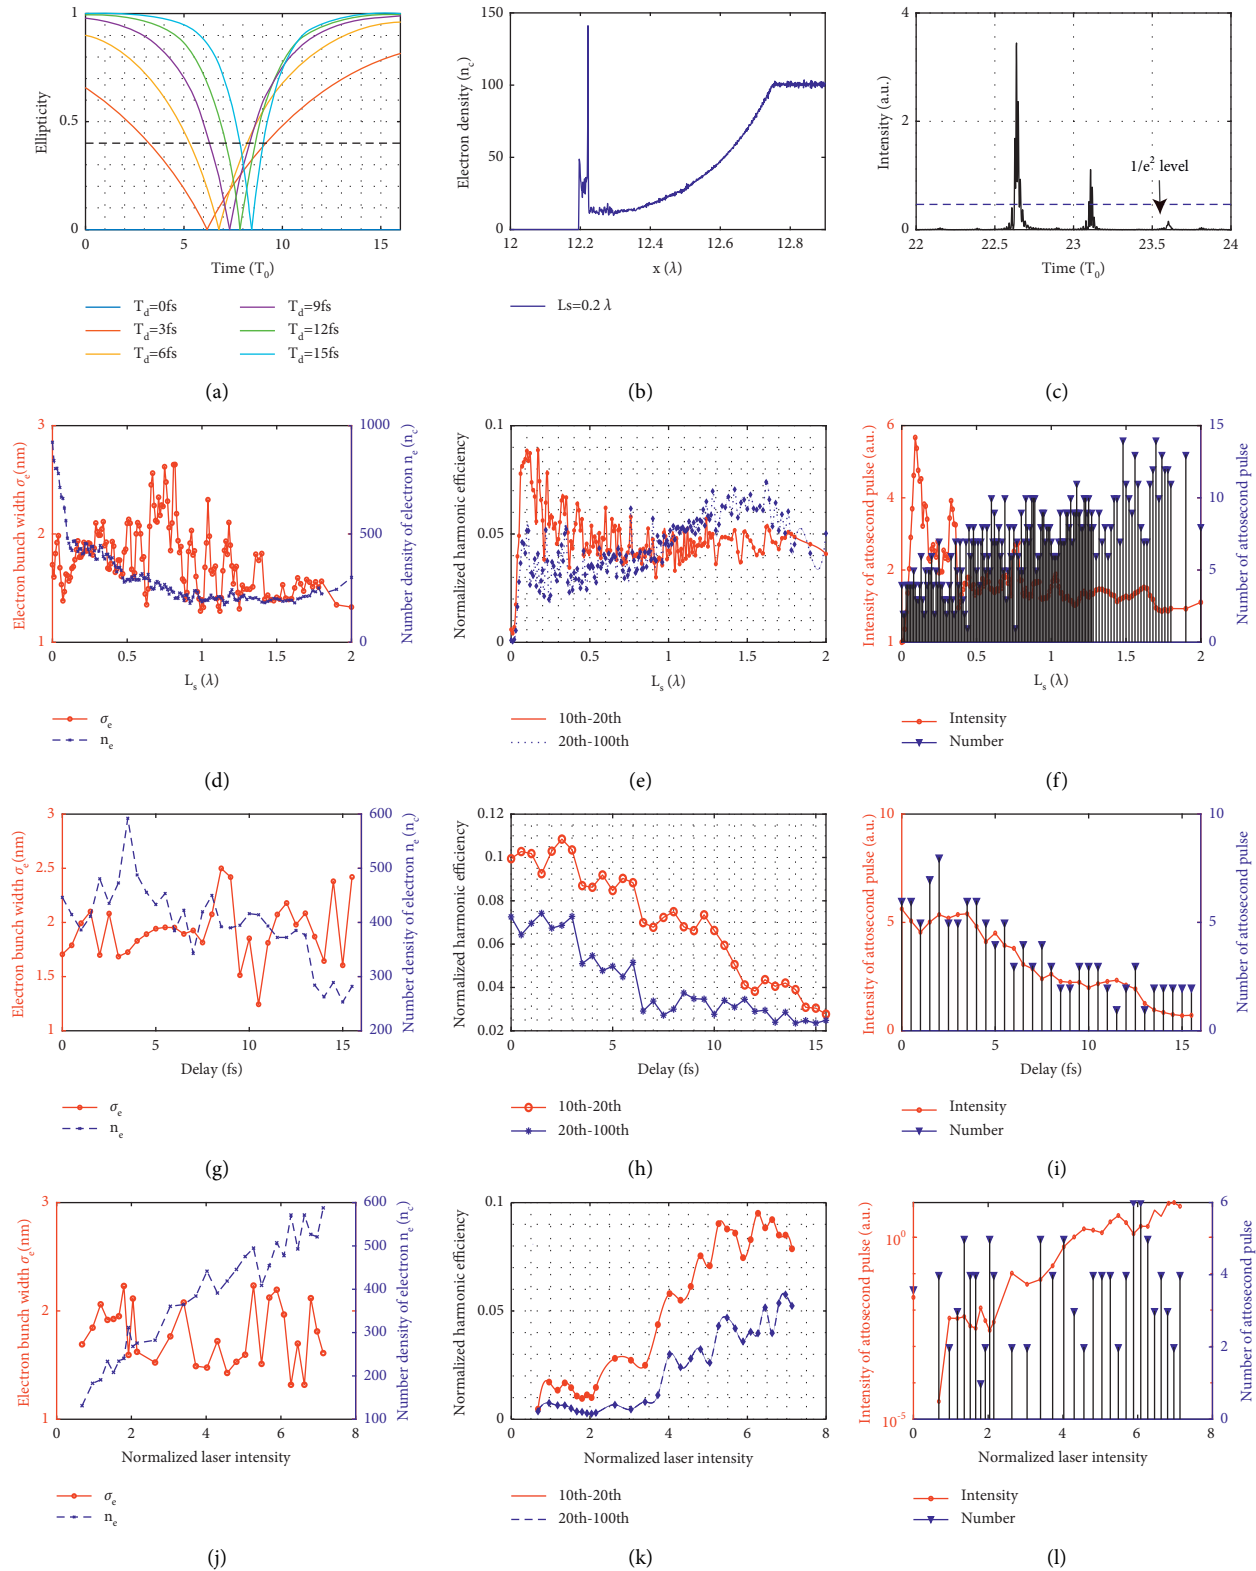 1
0.5
0
Ellipticity
0 5 10 15
Time (T0)
Td=0fs
Td=3fs
Td=6fs
Td=9fs
Td=12fs
Td=15fs
(a)
150
100
50
0
Electron density (nc)
12 12.2 12.4 12.6 12.8
x (λ)
Ls=0.2 λ
(b)
4
2
0
Intensity (a.u.)
1/e2 level
22 22.5 23 23.5 24
Time (T0)
(c)
3
2
1
Electron bunch width σe(nm)
1000
500
0
Number density of electron ne(nc)
0 0.5 1 1.5 2
Ls (λ)
σe
ne
(d)
0.1
0.05
0
Normalized harmonic efficiency
0 0.5 1 1.5 2
Ls (λ)
10th-20th
20th-100th
(e)
6
4
2
1
Intensity of attosecond pulse (a.u.)
15
10
5
0
Number of attosecond pulse
0 0.5 1 1.5 2
Ls (λ)
Intensity
Number
(f)
3
2.5
2
1.5
1
Electron bunch width σe(nm)
600
500
400
300
200
Number density of electron ne(nc)
0 5 10 15
Delay (fs)
σe
ne
(g)
0.12
0.1
0.08
0.06
0.04
0.02
Normalized harmonic efficiency
0 5 10 15
Delay (fs)
10th-20th
20th-100th
(h)
10
5
0
Intensity of attosecond pulse (a.u.)
10
5
0
Number of attosecond pulse
0 5 10 15
Delay (fs)
Intensity
Number
(i)
3
2
1
Electron bunch width σe(nm)
600
500
400
300
200
100
Number density of electron ne(nc)
0 2 4 6 8
Normalized laser intensity
σe
ne
(j)
0.1
0.05
0
Normalized harmonic efficiency
0 2 4 6 8
Normalized laser intensity
10th-20th
20th-100th
(k)
10^0
10^-5
Intensity of attosecond pulse (a.u.)
6
4
2
0
Number of attosecond pulse
0 2 4 6 8
Normalized laser intensity
Intensity
Number
(l)